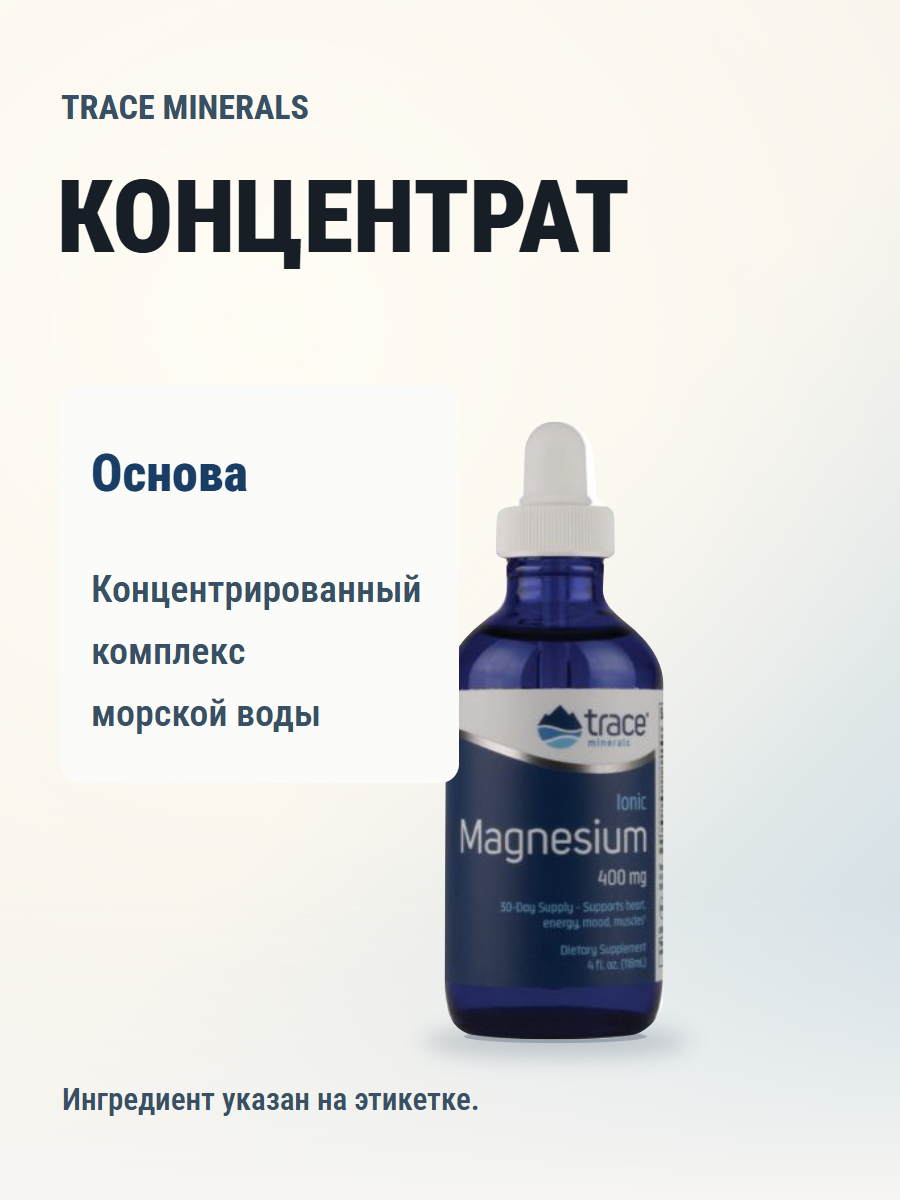 TRACE MINERALS
КОНЦЕНТРАТ
Основа
Концентрированный
комплекс
морской воды
trace
minerals
Ionic
Magnesium
400 mg
30-Day Supply – Supports heart,
energy, mood, muscles
Dietary Supplement
4 fl. oz. (118mL)
Ингредиент указан на этикетке.